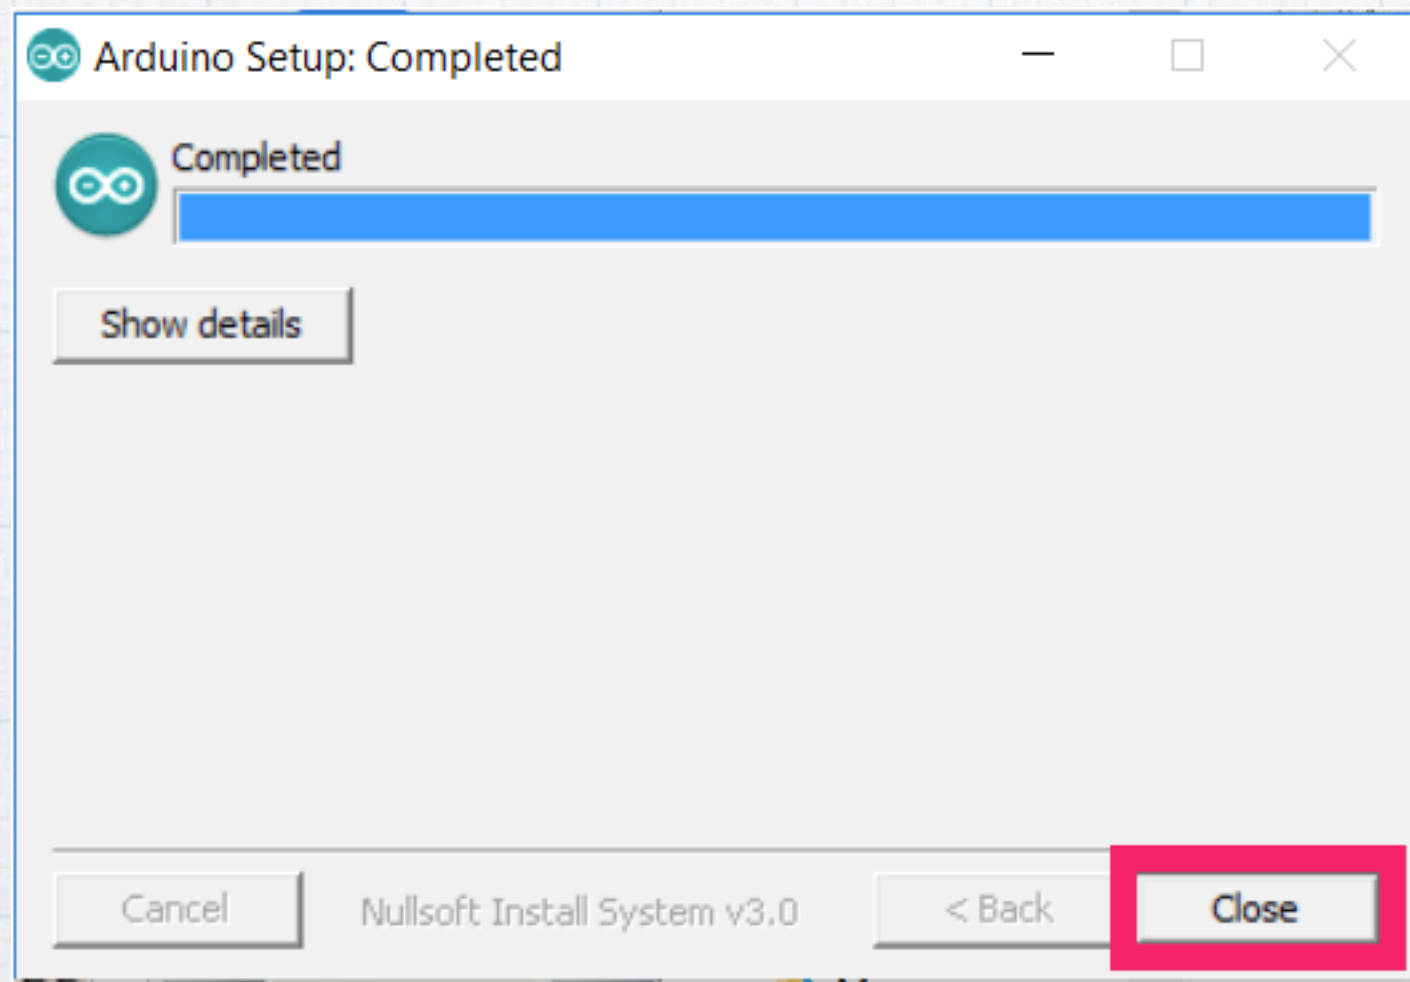 Arduino Setup: Completed
Completed
Show details
Cancel
Nullsoft Install System v3.0
< Back
Close